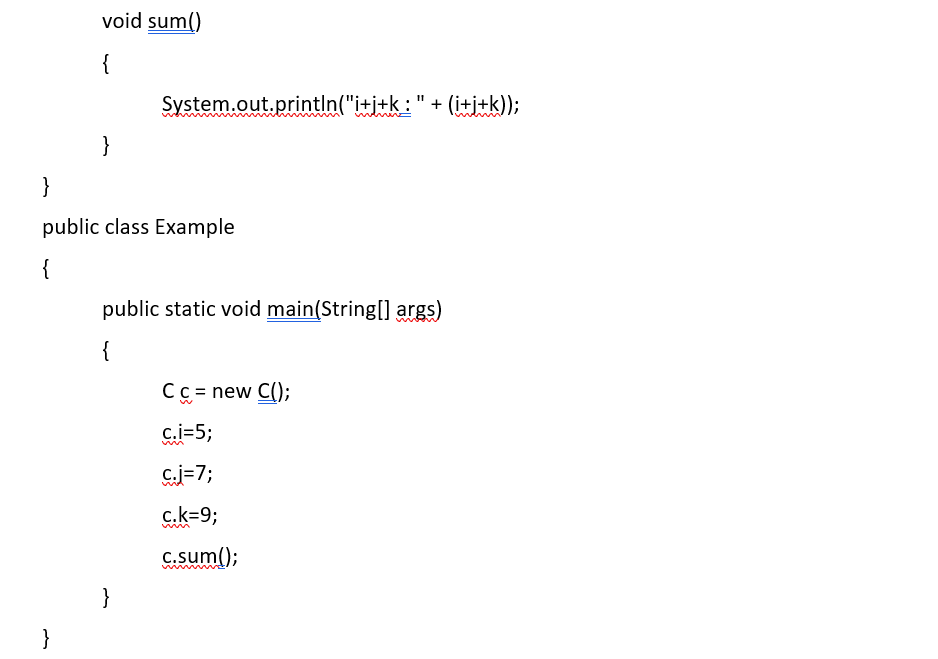 void sum()
{
System.out.println("i+j+k : " + (i+j+k));
}
}
public class Example
{
public static void main(String[] args)
{
C c = new C();
c.i=5;
c.j=7;
c.k=9;
c.sum();
}
}